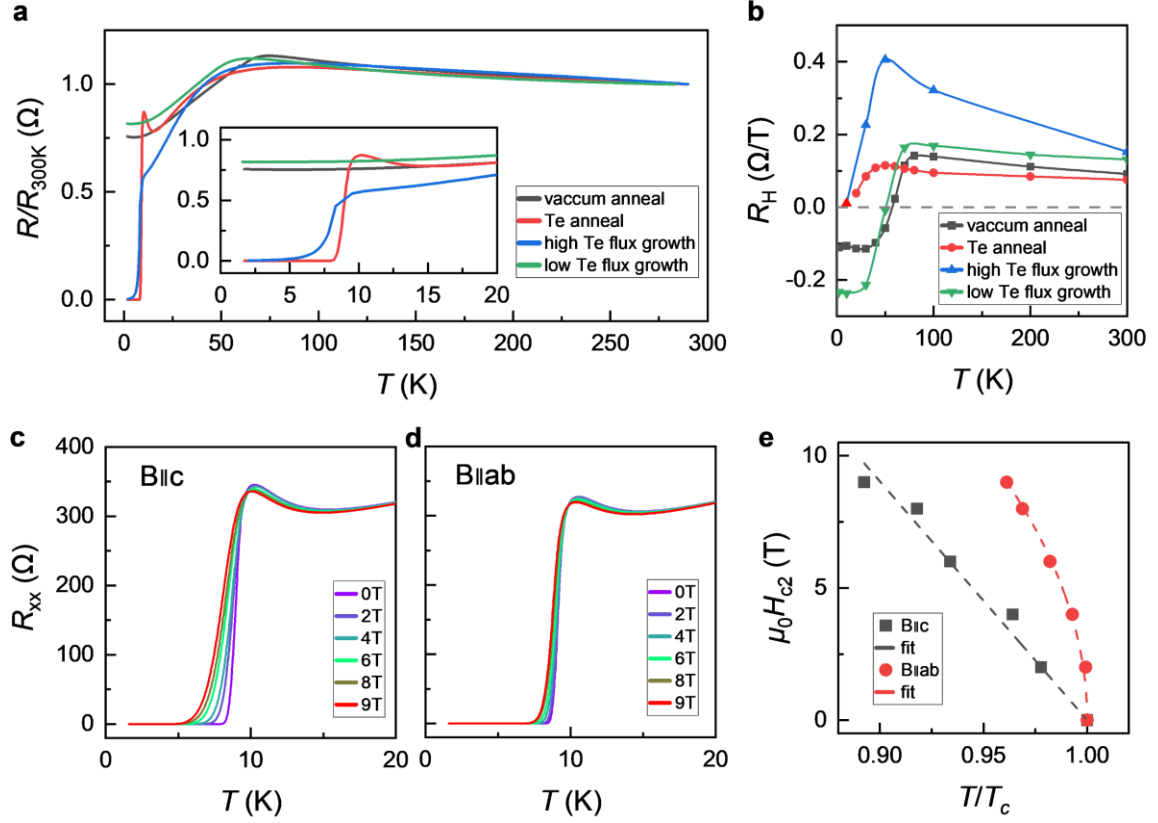 a
R/R300K (Ω)
1.0
0.5
0.0
1.0
0.5
0.0
0 5 10 15 20
vaccum anneal
Te anneal
high Te flux growth
low Te flux growth
0 50 100 150 200 250 300
T (K)
b
RH (Ω/T)
0.4
0.2
0.0
-0.2
vaccum anneal
Te anneal
high Te flux growth
low Te flux growth
0 100 200 300
T (K)
c
B||c
Rxx (Ω)
400
300
200
100
0
0T
2T
4T
6T
8T
9T
0 10 20
T (K)
d
B||ab
0T
2T
4T
6T
8T
9T
0 10 20
T (K)
e
μ0Hc2 (T)
10
5
0
B||c
fit
B||ab
fit
0.90 0.95 1.00
T/Tc